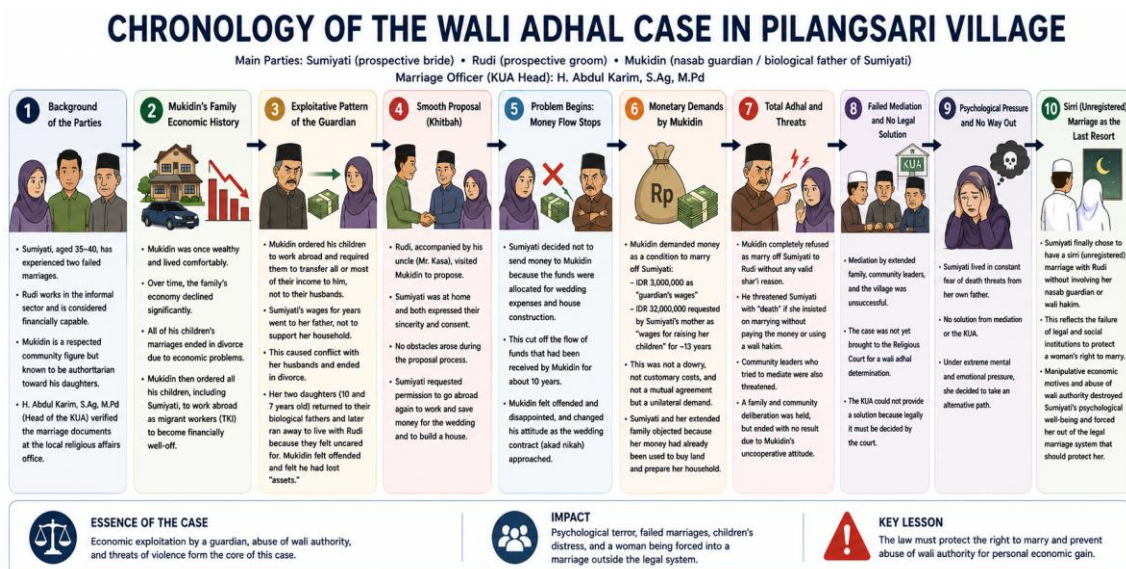 CHRONOLOGY OF THE WALI ADHAL CASE IN PILANGSARI VILLAGE
Main Parties: Sumiyati (prospective bride) • Rudi (prospective groom) • Mukidin (nasab guardian / biological father of Sumiyati)
Marriage Officer (KUA Head): H. Abdul Karim, S.Ag, M.Pd
1
Background
of the Parties
• Sumiyati, aged 35–40, has
experienced two failed
marriages.
• Rudi works in the informal
sector and is considered
financially capable.
• Mukidin is a respected
community figure but
known to be authorttarian
toward his daughters.
• H. Abdul Karim, S.Ag, M.Pd
(Head of the KUA) verified
the marriage documents
at the local religious affairs
office.
2
Mukidin's Family
Economic History
• Mukidin was once wealthy
and lived comfortably.
• Over time, the family's
economy declined
significantly.
• All of his children's
marriages ended in divorce
due to economic problems.
• Mukidin then ordered all
his children, including
Sumiyati, to work abroad
as migrant workers (TKI)
to become financially
well-off.
3
Exploitative Pattern
of the Guardian
• Mukidin ordered his children
to work abroad and required
them to transfer all or most
of their income to him,
not to their husbands.
• Sumiyati's wages for years
went to her father, not to
support her household.
• This caused conflict with
her husbands and ended in
divorce.
• Her two daughters (10 and
7 years old) returned to their
biological fathers and later
ran away to live with Rudi
because they felt uncared
for. Mukidin felt offended
and felt he had lost
"assets."
4
Smooth Proposal
(Khitbah)
• Rudi, accompanied by his
uncle (Mr. Kasa), visited
Mukidin to propose.
• Sumiyati was at home
and both expressed their
sincerity and consent.
• No obstacles arose during
the proposal process.
• Sumiyati requested
permission to go abroad
again to work and save
money for the wedding
and to build a house.
5
Problem Begins:
Money Flow Stops
• Sumiyati decided not to
send money to Mukidin
because the funds were
allocated for wedding
expenses and house
construction.
• This cut off the flow of
funds that had been
received by Mukidin for
about 10 years.
• Mukidin felt offended and
disappointed, and changed
his attitude as the wedding
contract (akad nikah)
approached.
6
Monetary Demands
by Mukidin
Rp
• Mukidin demanded money
as a condition to marry
off Sumiyati:
– IDR 3,000,000 as
"guardian's wages"
– IDR 32,000,000 requested
by Sumiyati's mother as
"wages for raising her
children" for ~13 years
• This was not a dowry,
not customary costs, and
not a mutual agreement
but a unilateral demand.
• Sumiyati and her extended
family objected because
her money had already
been used to buy land
and prepare her household.
7
Total Adhal and
Threats
• Mukidin completely refused
as marry off Sumiyati to
Rudi without any valid
shar'i reason.
• He threatened Sumiyati
with "death" if she insisted
on marrying without
paying the money or using
a wali hakim.
• Community leaders who
tried to mediate were also
threatened.
• A family and community
deliberation was held,
but ended with no result
due to Mukidin's
uncooperative attitude.
8
Failed Mediation
and No Legal
Solution
KUA
• Mediation by extended
family, community leaders,
and the village was
unsuccessful.
• The case was not yet
brought to the Religious
Court for a wali adhal
determination.
• The KUA could not provide
a solution because legally
it must be decided by
the court.
9
Psychological Pressure
and No Way Out
• Sumiyati lived in constant
fear of death threats from
her own father.
• No solution from mediation
or the KUA.
• Under extreme mental
and emotional pressure,
she decided to take an
alternative path.
10
Sirri (Unregistered)
Marriage as the
Last Resort
• Sumiyati finally chose to
have a sirri (unregistered)
marriage with Rudi
without involving her
nasab guardian or
wali hakim.
• This reflects the failure
of legal and social
institutions to protect
a woman's right to marry.
• Manipulative economic
motives and abuse of
wali authority destroyed
Sumiyati's psychological
well-being and forced
her out of the legal
marriage system that
should protect her.
ESSENCE OF THE CASE
Economic exploitation by a guardian, abuse of wali authority,
and threats of violence form the core of this case.
IMPACT
Psychological terror, failed marriages, children's
distress, and a woman being forced into a
marriage outside the legal system.
KEY LESSON
The law must protect the right to marry and prevent
abuse of wali authority for personal economic gain.